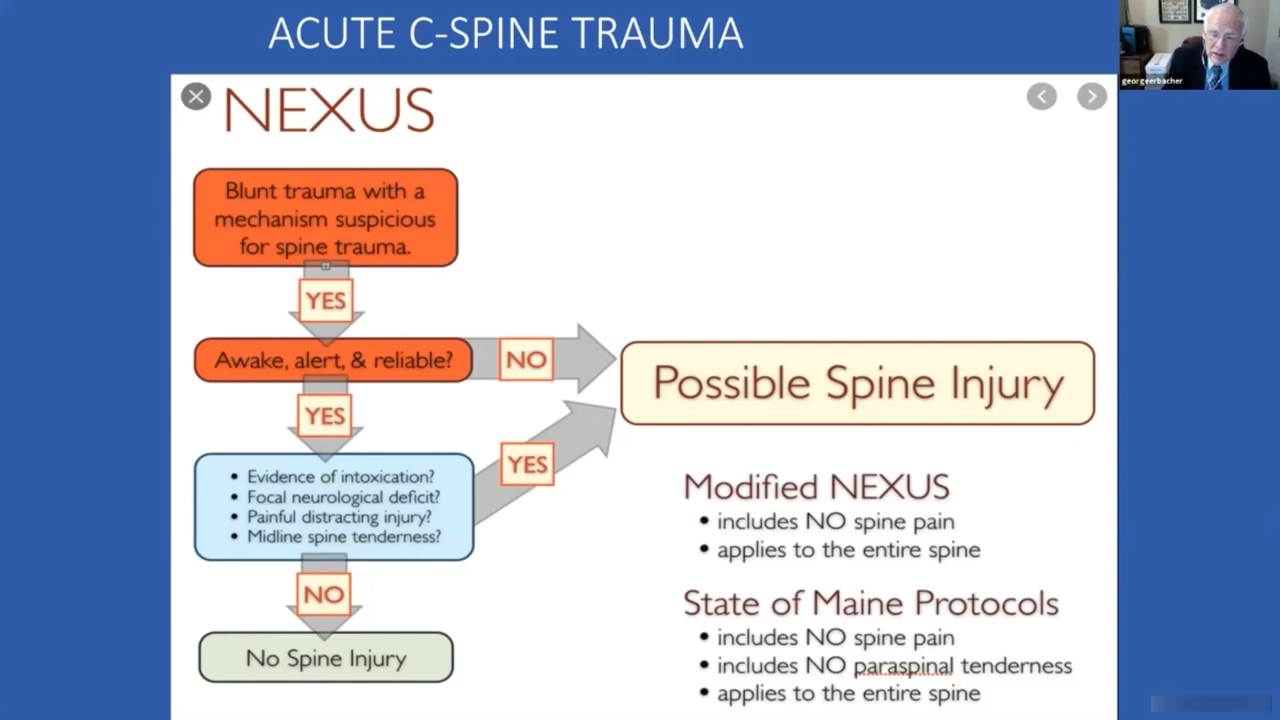 ACUTE C-SPINE TRAUMA
georgeerbacher
NEXUS
Blunt trauma with a
mechanism suspicious
for spine trauma.
YES
Awake, alert, & reliable?
NO
Possible Spine Injury
YES
• Evidence of intoxication?
• Focal neurological deficit?
• Painful distracting injury?
• Midline spine tenderness?
YES
NO
No Spine Injury
Modified NEXUS
• includes NO spine pain
• applies to the entire spine
State of Maine Protocols
• includes NO spine pain
• includes NO paraspinal tenderness
• applies to the entire spine